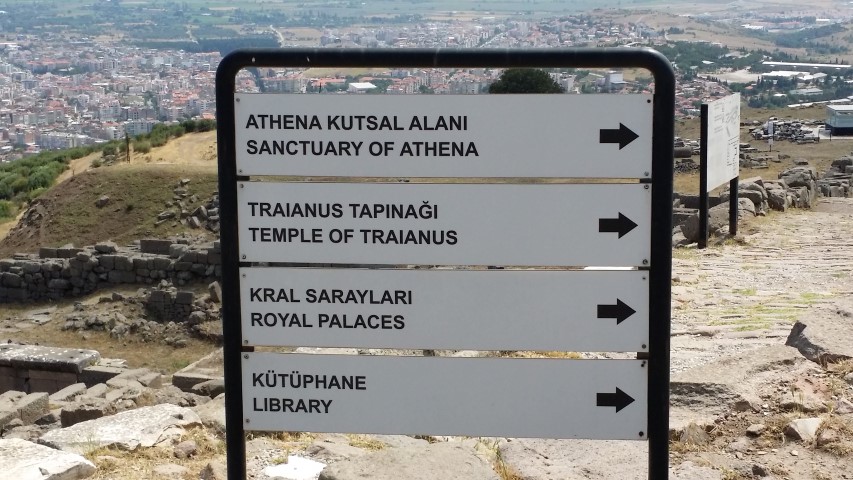 ATHENA KUTSAL ALANI
SANCTUARY OF ATHENA
TRAIANUS TAPINAĞI
TEMPLE OF TRAIANUS
KRAL SARAYLARI
ROYAL PALACES
KÜTÜPHANE
LIBRARY